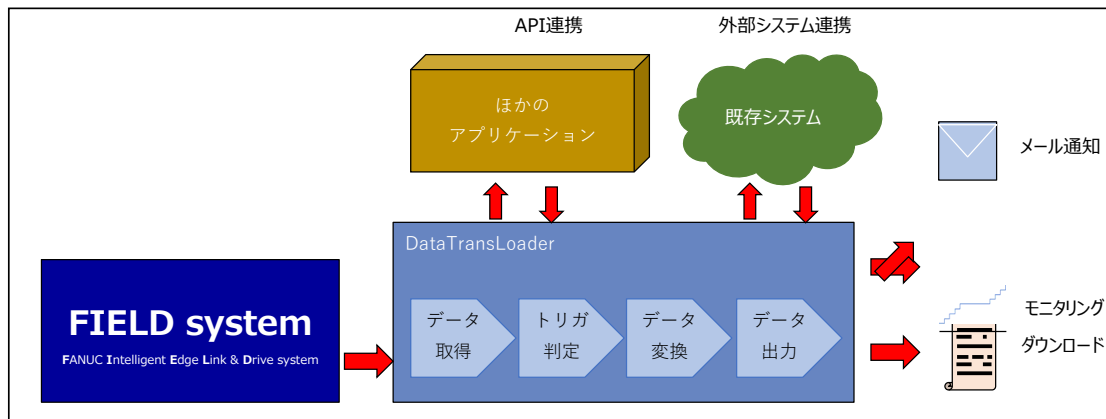 API連携
外部システム連携
ほかの
アプリケーション
既存システム
メール通知
DataTransLoader
FIELD system
FANUC Intelligent Edge Link & Drive system
データ
取得
トリガ
判定
データ
変換
データ
出力
モニタリング
ダウンロード